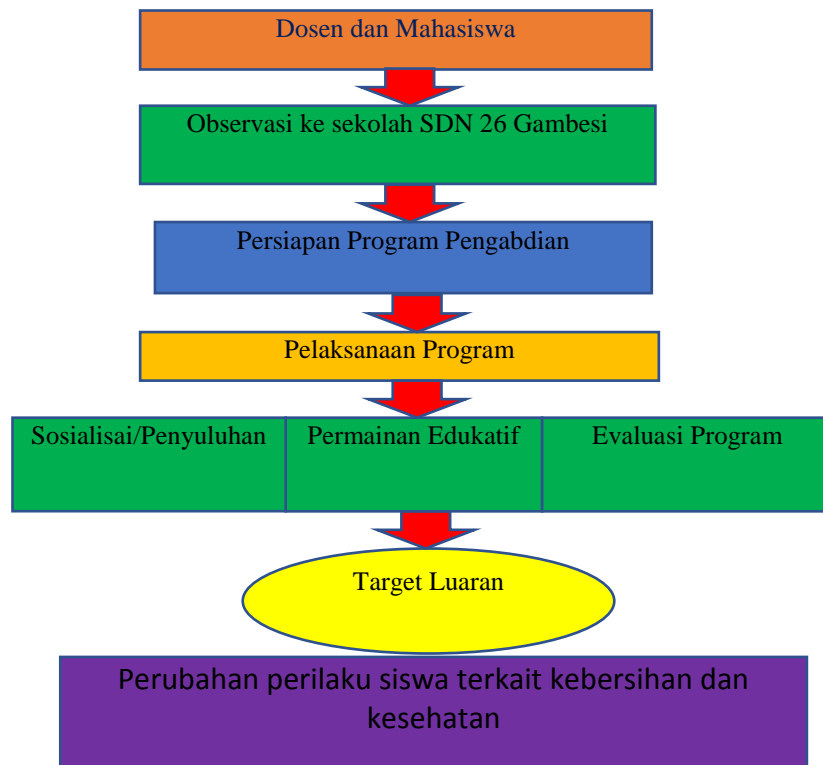 Dosen dan Mahasiswa
Observasi ke sekolah SDN 26 Gambesi
Persiapan Program Pengabdian
Pelaksanaan Program
Sosialisai/Penyuluhan
Permainan Edukatif
Evaluasi Program
Target Luaran
Perubahan perilaku siswa terkait kebersihan dan
kesehatan